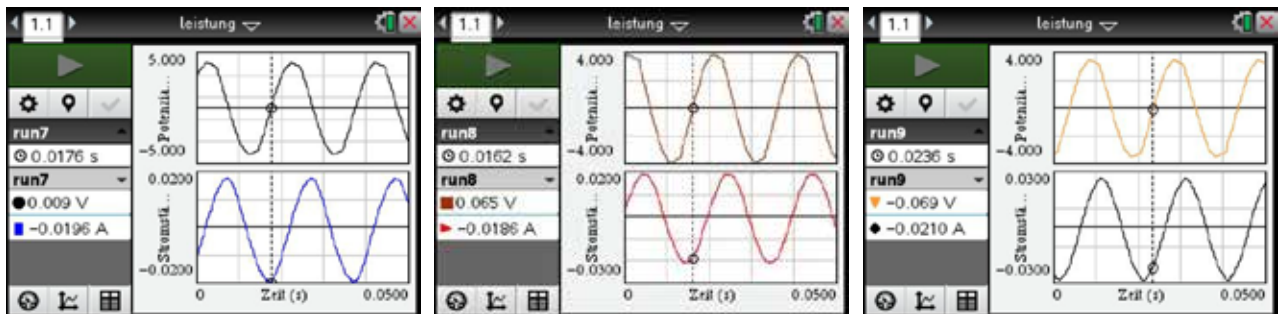 1.1 leistung
run7
0.0176 s
run7
0.009 V
-0.0196 A
5.000
Potenzia...
-5.000
0.0200
Stromstä...
-0.0200
0 Zeit (s) 0.0500
1.1 leistung
run8
0.0162 s
run8
0.065 V
-0.0186 A
4.000
Potenzia...
-4.000
0.0200
Stromstä...
-0.0300
0 Zeit (s) 0.0500
1.1 leistung
run9
0.0236 s
run9
-0.069 V
-0.0210 A
4.000
Potenzia...
-4.000
0.0300
Stromstä...
-0.0300
0 Zeit (s) 0.0500